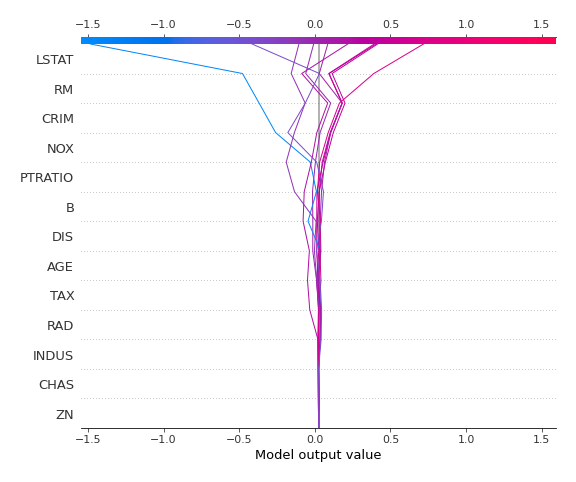 −1.5 −1.0 −0.5 0.0 0.5 1.0 1.5
LSTAT
RM
CRIM
NOX
PTRATIO
B
DIS
AGE
TAX
RAD
INDUS
CHAS
ZN
−1.5 −1.0 −0.5 0.0 0.5 1.0 1.5
Model output value